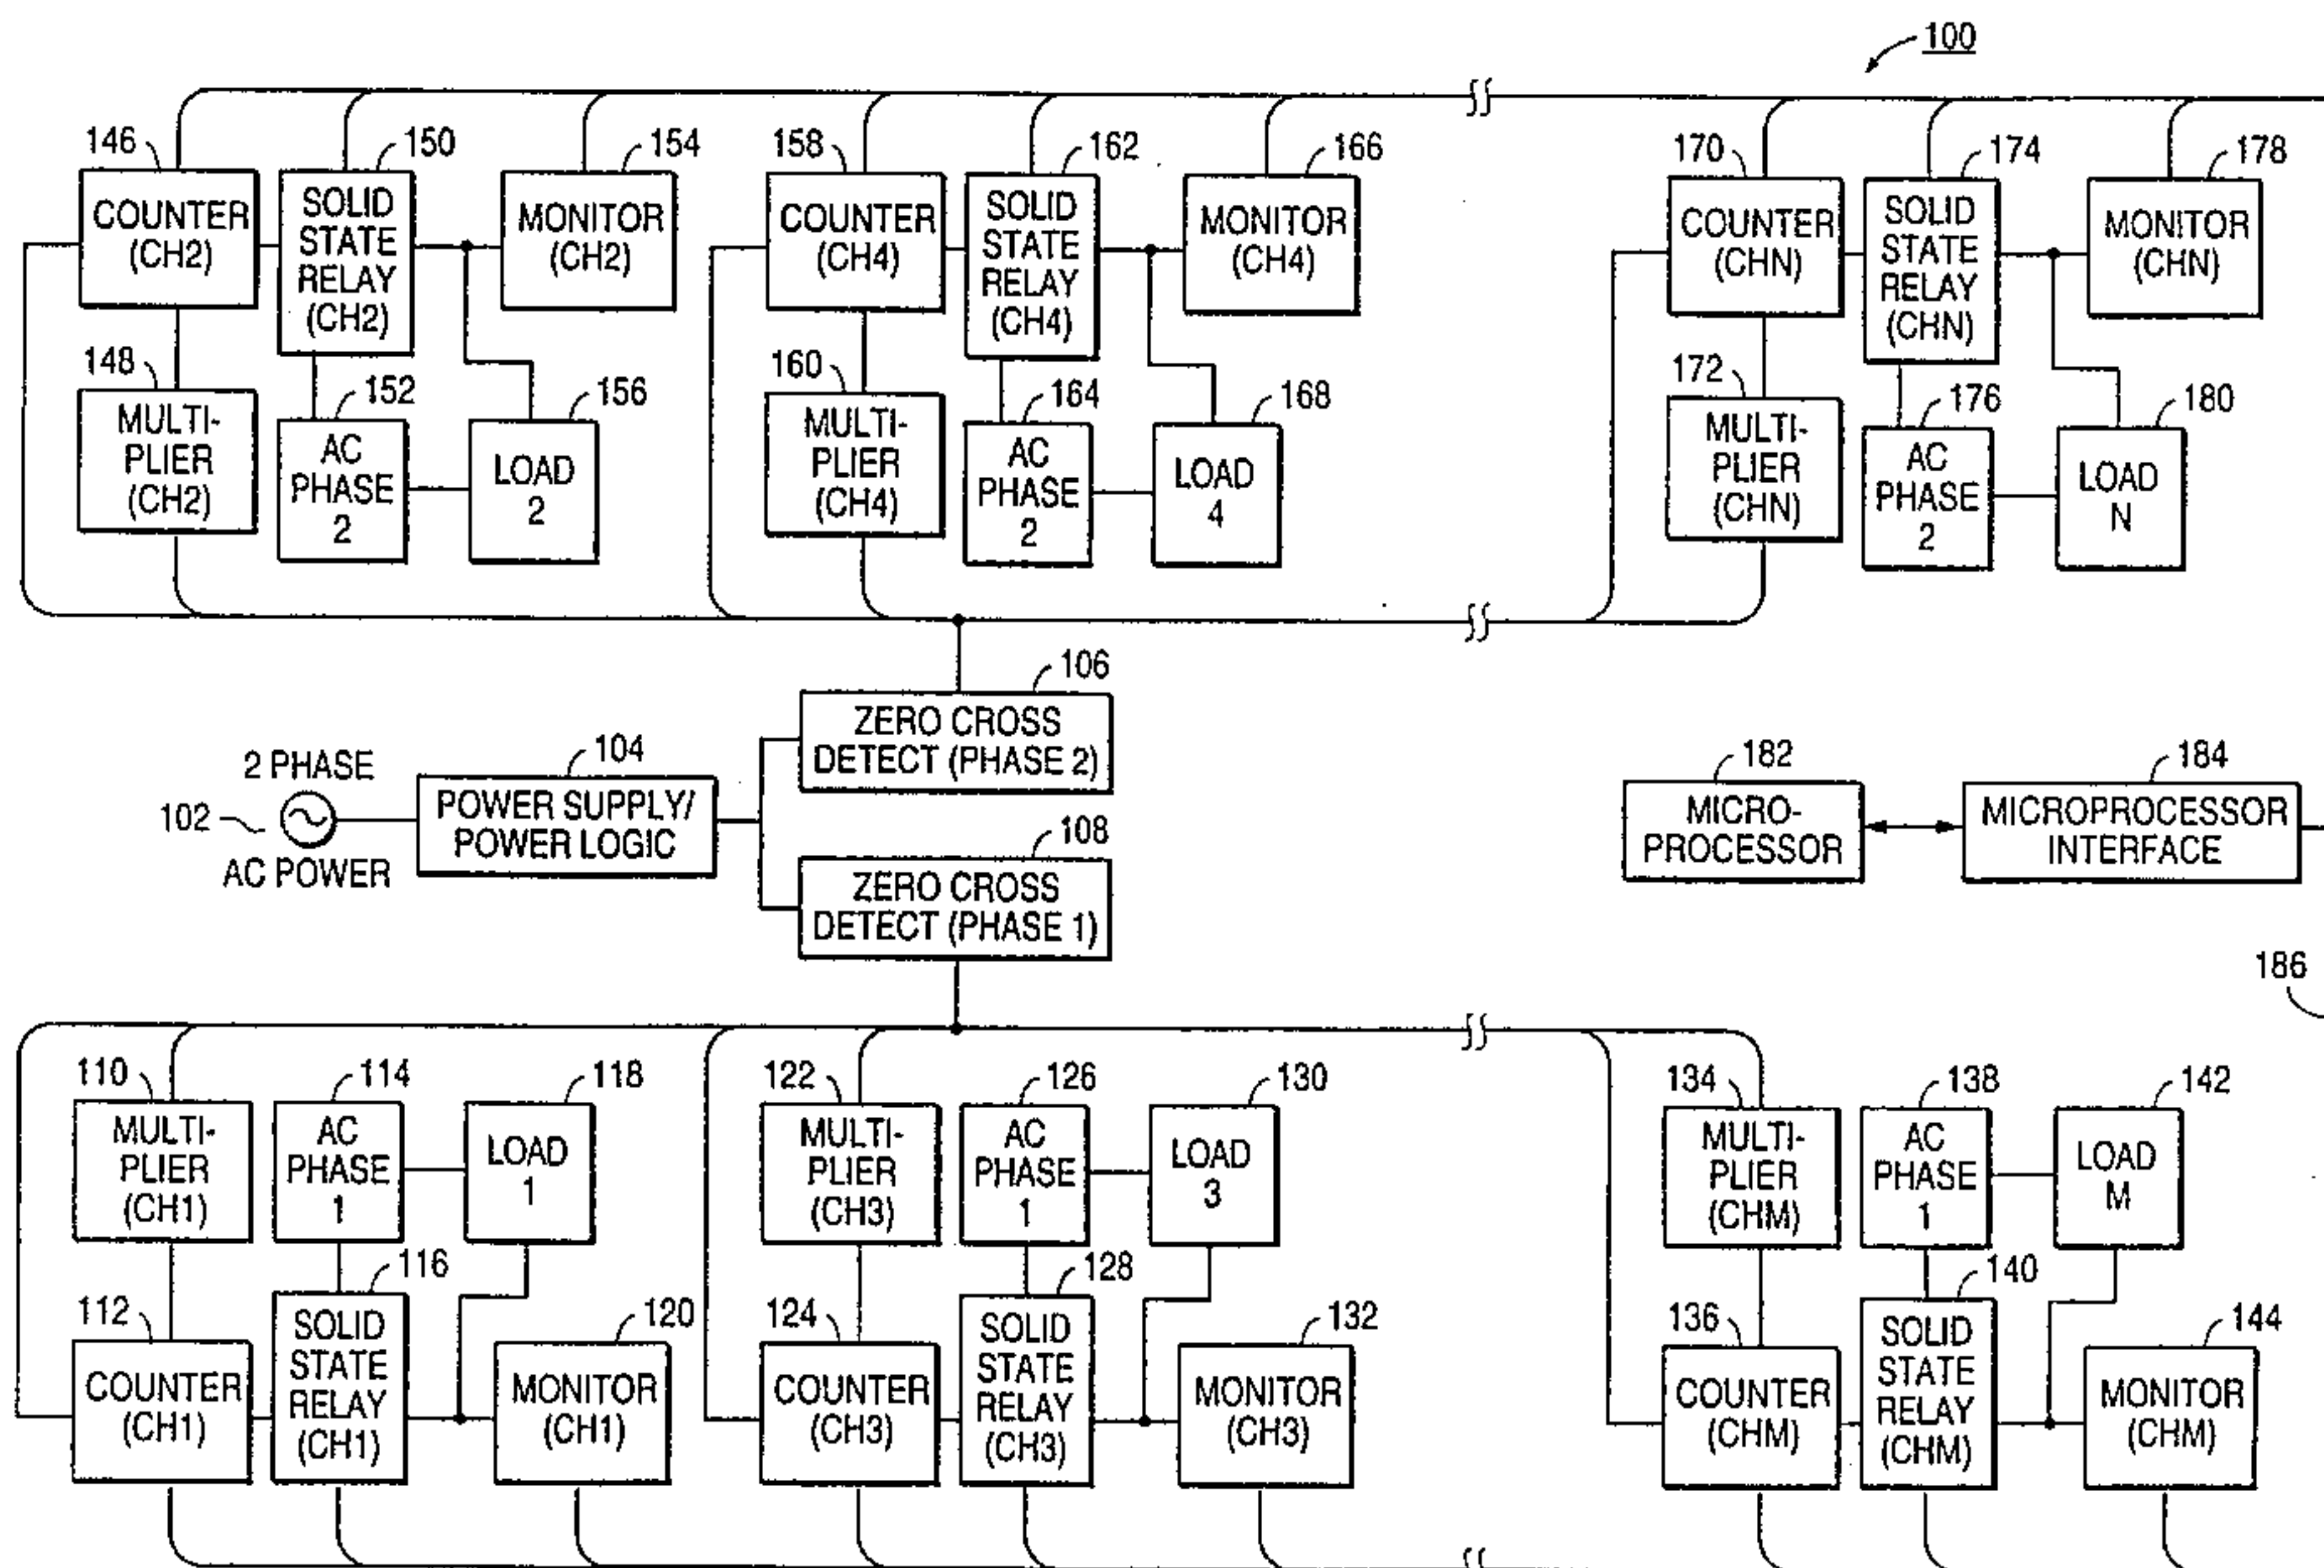 100
146
150
154
158
162
166
170
174
178
COUNTER
(CH2)
SOLID
STATE
RELAY
(CH2)
MONITOR
(CH2)
COUNTER
(CH4)
SOLID
STATE
RELAY
(CH4)
MONITOR
(CH4)
COUNTER
(CHN)
SOLID
STATE
RELAY
(CHN)
MONITOR
(CHN)
148
152
156
160
164
168
172
176
180
MULTI-
PLIER
(CH2)
AC
PHASE
2
LOAD
2
MULTI-
PLIER
(CH4)
AC
PHASE
2
LOAD
4
MULTI-
PLIER
(CHN)
AC
PHASE
2
LOAD
N
106
ZERO CROSS
DETECT (PHASE 2)
2 PHASE
102
AC POWER
104
POWER SUPPLY/
POWER LOGIC
108
ZERO CROSS
DETECT (PHASE 1)
182
MICRO-
PROCESSOR
184
MICROPROCESSOR
INTERFACE
186
110
114
118
122
126
130
134
138
142
MULTI-
PLIER
(CH1)
AC
PHASE
1
LOAD
1
MULTI-
PLIER
(CH3)
AC
PHASE
1
LOAD
3
MULTI-
PLIER
(CHM)
AC
PHASE
1
LOAD
M
112
116
120
124
128
132
136
140
144
COUNTER
(CH1)
SOLID
STATE
RELAY
(CH1)
MONITOR
(CH1)
COUNTER
(CH3)
SOLID
STATE
RELAY
(CH3)
MONITOR
(CH3)
COUNTER
(CHM)
SOLID
STATE
RELAY
(CHM)
MONITOR
(CHM)